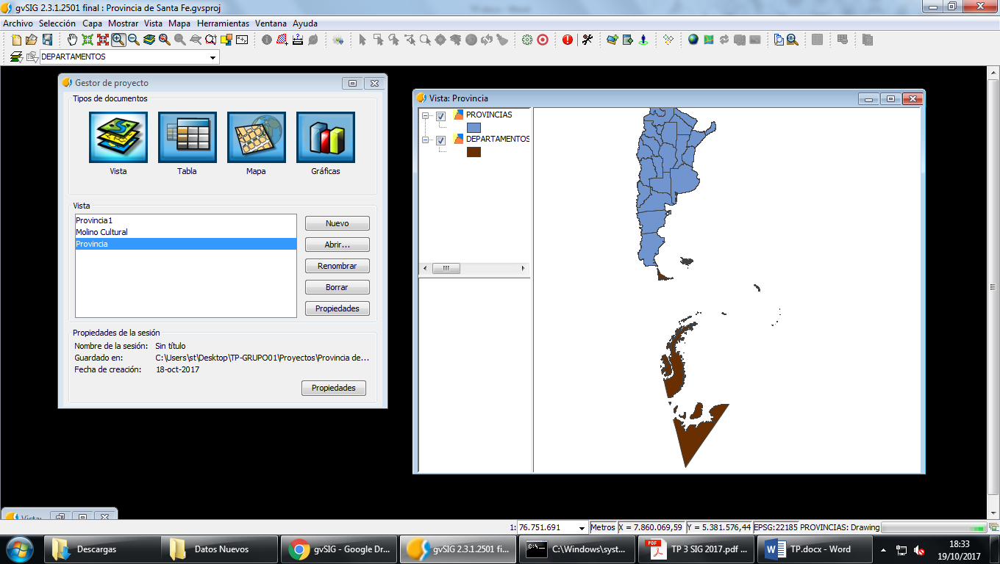 gvSIG 2.3.1.2501 final : Provincia de Santa Fe.gvsproj
Archivo Selección Capa Mostrar Herramientas Vista Mapa Herramientas Ventana Ayuda
DEPARTAMENTOS
Gestor de proyecto
Tipos de documentos
Vista Tabla Mapa Gráficas
Vista
Provincia1
Molino Cultural
Provincia
Nuevo
Abrir...
Renombrar
Borrar
Propiedades
Propiedades de la sesión
Nombre de la sesión: Sin título
Guardado en: C:\Users\st\Desktop\TP-GRUPO01\Proyectos\Provincia de...
Fecha de creación: 18-oct-2017
Propiedades
Vista: Provincia
PROVINCIAS
DEPARTAMENTOS
Vista:
1: 76.751.691 Metros X = 7.860.069,59 Y = 5.381.576,44 EPSG:22185 PROVINCIAS: Drawing
Descargas Datos Nuevos gvSIG - Google Dr... gvSIG 2.3.1.2501 fi... C:\Windows\syst... TP 3 SIG 2017.pdf ... TP.docx - Word
18:33
19/10/2017